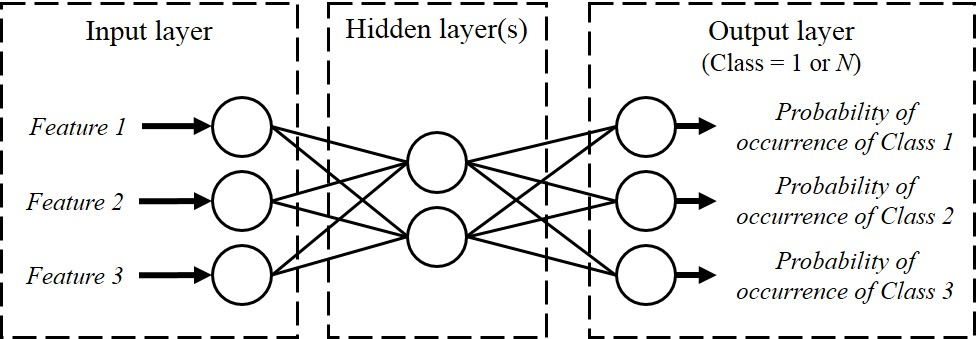 Input layer
Feature 1
Feature 2
Feature 3
Hidden layer(s)
Output layer
(Class = 1 or N)
Probability of
occurrence of Class 1
Probability of
occurrence of Class 2
Probability of
occurrence of Class 3